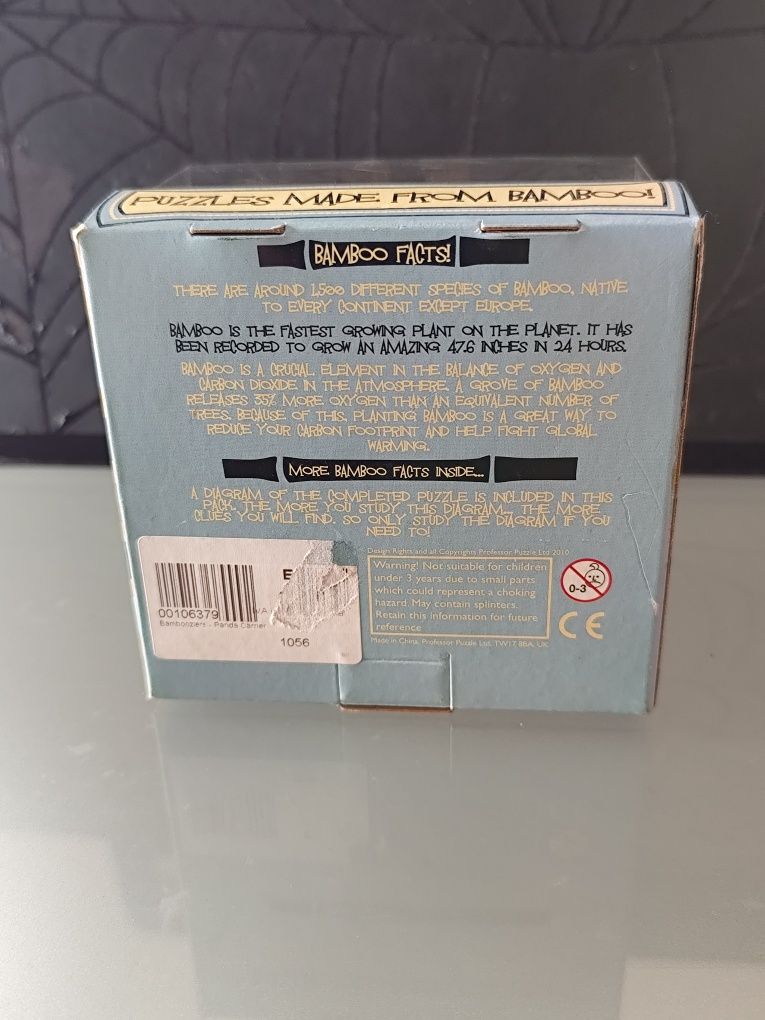 PUZZLES MADE FROM BAMBOO!
BAMBOO FACTS!
THERE ARE AROUND 1,500 DIFFERENT SPECIES OF BAMBOO, NATIVE
TO EVERY CONTINENT EXCEPT EUROPE.
BAMBOO IS THE FASTEST GROWING PLANT ON THE PLANET. IT HAS
BEEN RECORDED TO GROW AN AMAZING 47.6 INCHES IN 24 HOURS.
BAMBOO IS A CRUCIAL ELEMENT IN THE BALANCE OF OXYGEN AND
CARBON DIOXIDE IN THE ATMOSPHERE. A GROVE OF BAMBOO
RELEASES 35% MORE OXYGEN THAN AN EQUIVALENT NUMBER OF
TREES. BECAUSE OF THIS, PLANTING BAMBOO IS A GREAT WAY TO
REDUCE YOUR CARBON FOOTPRINT AND HELP FIGHT GLOBAL
WARMING.
MORE BAMBOO FACTS INSIDE...
A DIAGRAM OF THE COMPLETED PUZZLE IS INCLUDED IN THIS
PACK. THE MORE YOU STUDY THIS DIAGRAM... THE MORE
CLUES YOU WILL FIND. SO ONLY STUDY THE DIAGRAM IF YOU
NEED TO!
00106379
Bamboozlers - Panda Carrier
1056
Design Rights and all Copyrights Professor Puzzle Ltd 2010
Warning! Not suitable for children
under 3 years due to small parts
which could represent a choking
hazard. May contain splinters.
Retain this information for future
reference
Made in China. Professor Puzzle Ltd, TW17 8BA, UK
0-3
CE